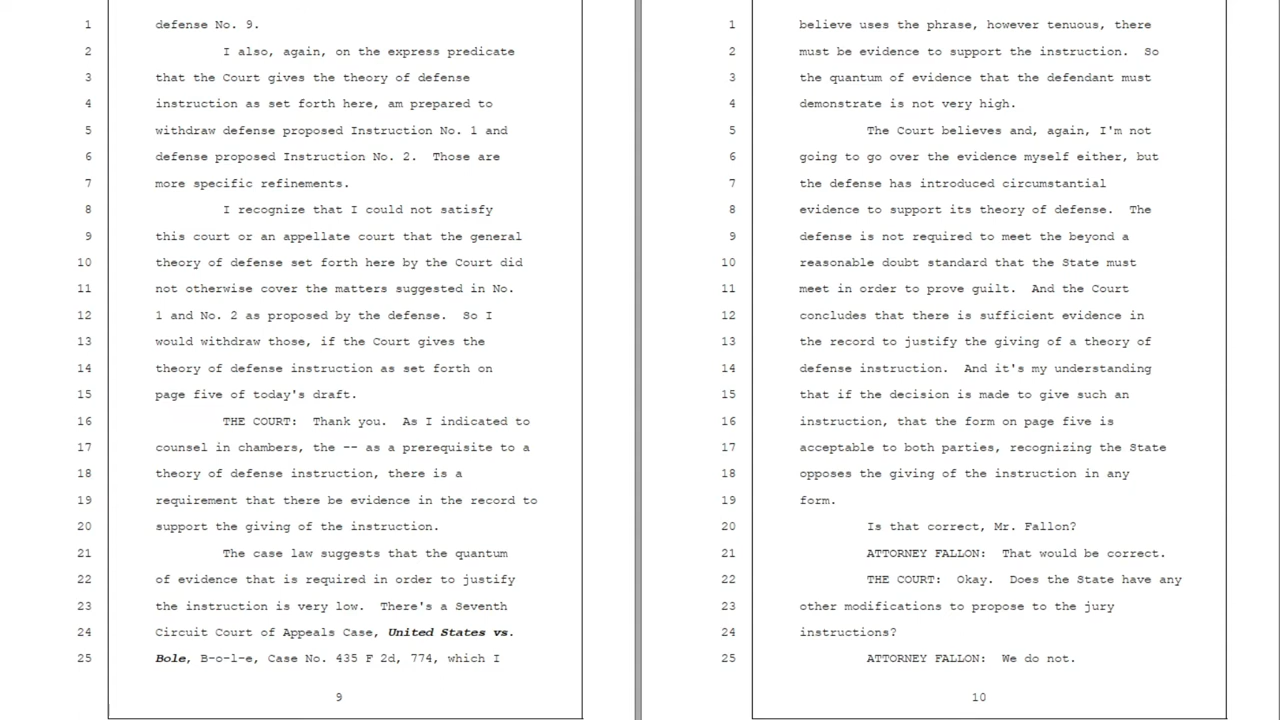 1 defense No. 9.
2 I also, again, on the express predicate
3 that the Court gives the theory of defense
4 instruction as set forth here, am prepared to
5 withdraw defense proposed Instruction No. 1 and
6 defense proposed Instruction No. 2. Those are
7 more specific refinements.
8 I recognize that I could not satisfy
9 this court or an appellate court that the general
10 theory of defense set forth here by the Court did
11 not otherwise cover the matters suggested in No.
12 1 and No. 2 as proposed by the defense. So I
13 would withdraw those, if the Court gives the
14 theory of defense instruction as set forth on
15 page five of today's draft.
16 THE COURT: Thank you. As I indicated to
17 counsel in chambers, the -- as a prerequisite to a
18 theory of defense instruction, there is a
19 requirement that there be evidence in the record to
20 support the giving of the instruction.
21 The case law suggests that the quantum
22 of evidence that is required in order to justify
23 the instruction is very low. There's a Seventh
24 Circuit Court of Appeals Case, United States vs.
25 Bole, B-o-l-e, Case No. 435 F 2d, 774, which I
9
1 believe uses the phrase, however tenuous, there
2 must be evidence to support the instruction. So
3 the quantum of evidence that the defendant must
4 demonstrate is not very high.
5 The Court believes and, again, I'm not
6 going to go over the evidence myself either, but
7 the defense has introduced circumstantial
8 evidence to support its theory of defense. The
9 defense is not required to meet the beyond a
10 reasonable doubt standard that the State must
11 meet in order to prove guilt. And the Court
12 concludes that there is sufficient evidence in
13 the record to justify the giving of a theory of
14 defense instruction. And it's my understanding
15 that if the decision is made to give such an
16 instruction, that the form on page five is
17 acceptable to both parties, recognizing the State
18 opposes the giving of the instruction in any
19 form.
20 Is that correct, Mr. Fallon?
21 ATTORNEY FALLON: That would be correct.
22 THE COURT: Okay. Does the State have any
23 other modifications to propose to the jury
24 instructions?
25 ATTORNEY FALLON: We do not.
10